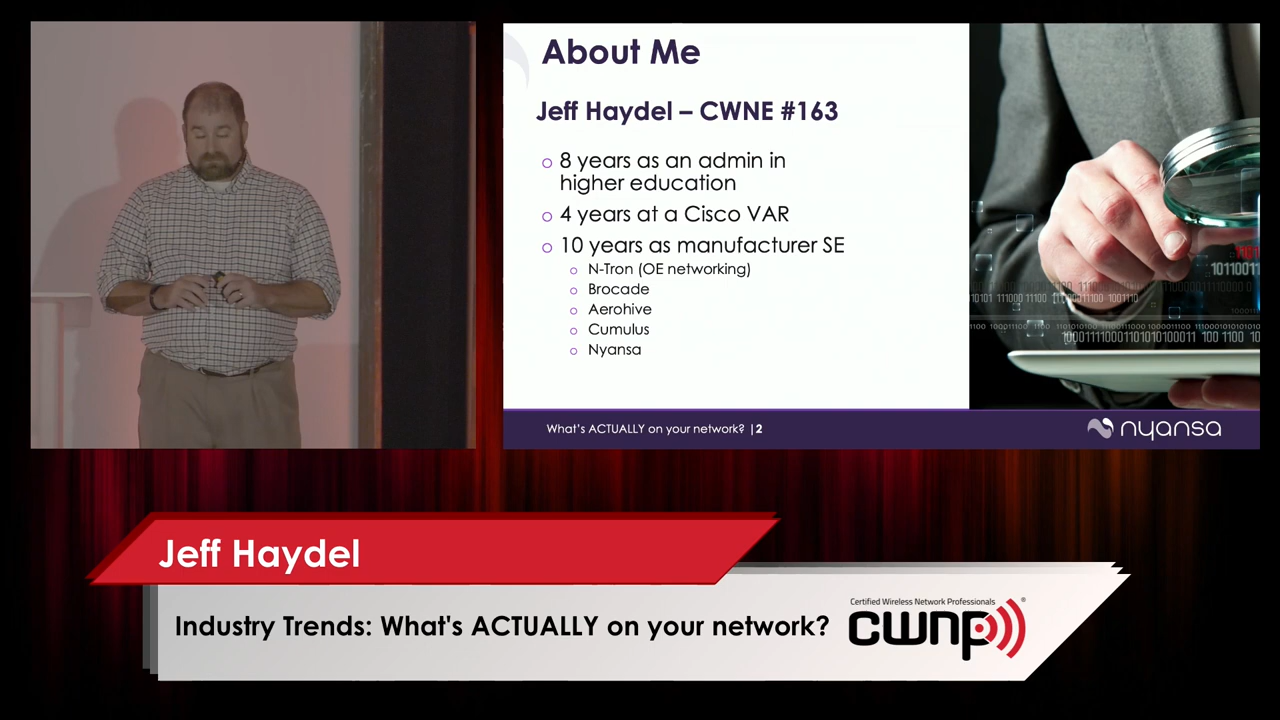 About Me
Jeff Haydel – CWNE #163
o 8 years as an admin in
higher education
o 4 years at a Cisco VAR
o 10 years as manufacturer SE
o N-Tron (OE networking)
o Brocade
o Aerohive
o Cumulus
o Nyansa
What's ACTUALLY on your network? |2
nyansa
Jeff Haydel
Industry Trends: What's ACTUALLY on your network?
Certified Wireless Network Professionals
cwnp®